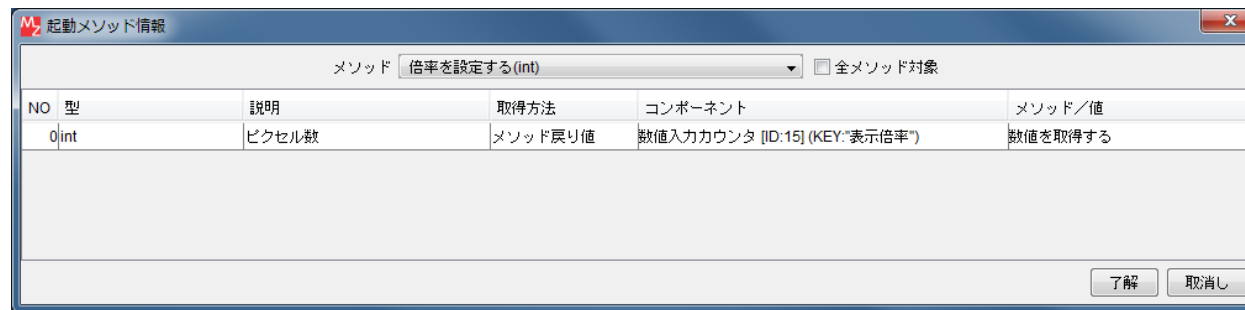 起動メソッド情報
メソッド 倍率を設定する(int) 全メソッド対象
NO 型 説明 取得方法 コンポーネント メソッド／値
0 int ピクセル数 メソッド戻り値 数値入力カウンタ [ID:15] (KEY:"表示倍率") 数値を取得する
了解 取消し